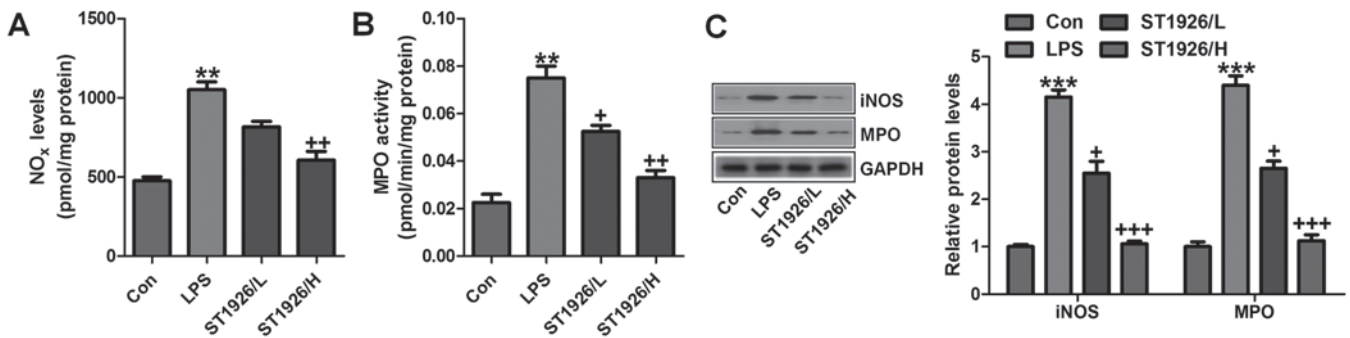 A
NOx levels
(pmol/mg protein)
1500
1000
500
0
**
++
Con
LPS
ST1926/L
ST1926/H
B
MPO activity
(pmol/min/mg protein)
0.10
0.08
0.06
0.04
0.02
0.00
**
+
++
Con
LPS
ST1926/L
ST1926/H
C
iNOS
MPO
GAPDH
Con
LPS
ST1926/L
ST1926/H
Con
ST1926/L
LPS
ST1926/H
Relative protein levels
5
4
3
2
1
0
***
+
+++
***
+
+++
iNOS
MPO